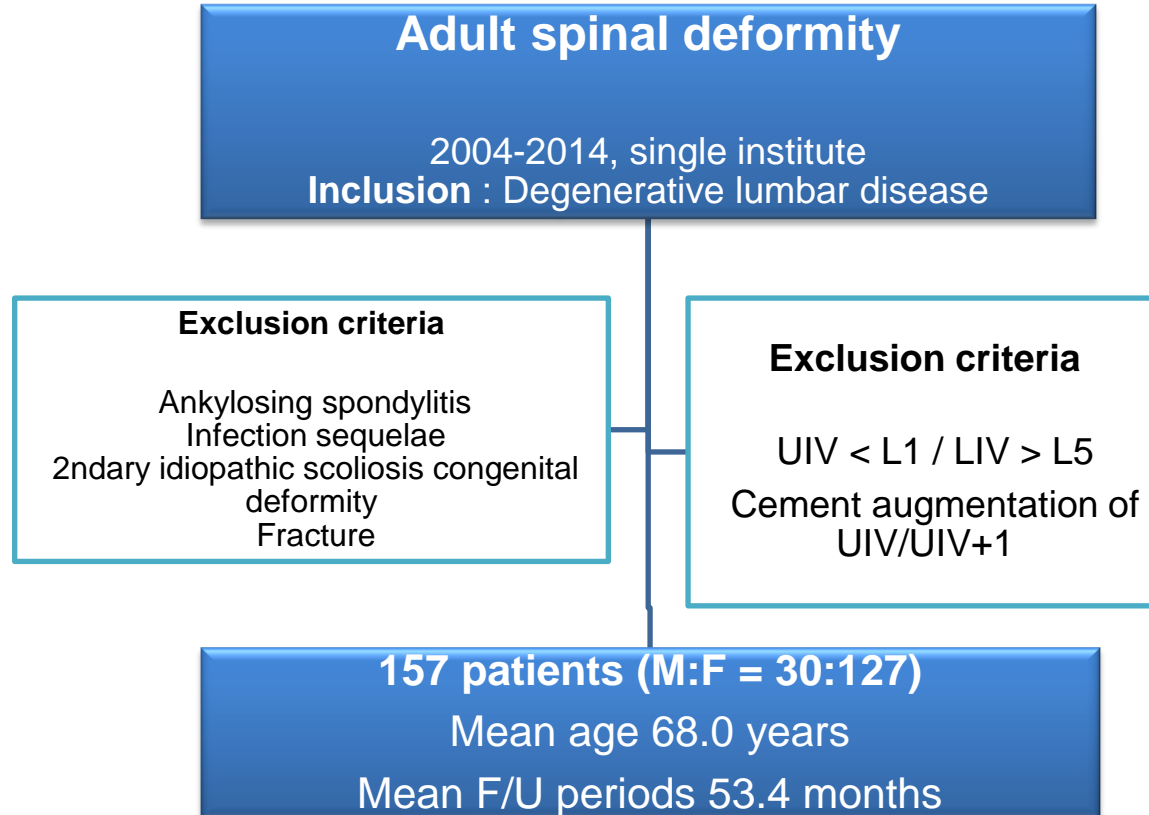 Adult spinal deformity
2004-2014, single institute
Inclusion : Degenerative lumbar disease
Exclusion criteria
Ankylosing spondylitis
Infection sequelae
2ndary idiopathic scoliosis congenital
deformity
Fracture
Exclusion criteria
UIV < L1 / LIV > L5
Cement augmentation of
UIV/UIV+1
157 patients (M:F = 30:127)
Mean age 68.0 years
Mean F/U periods 53.4 months